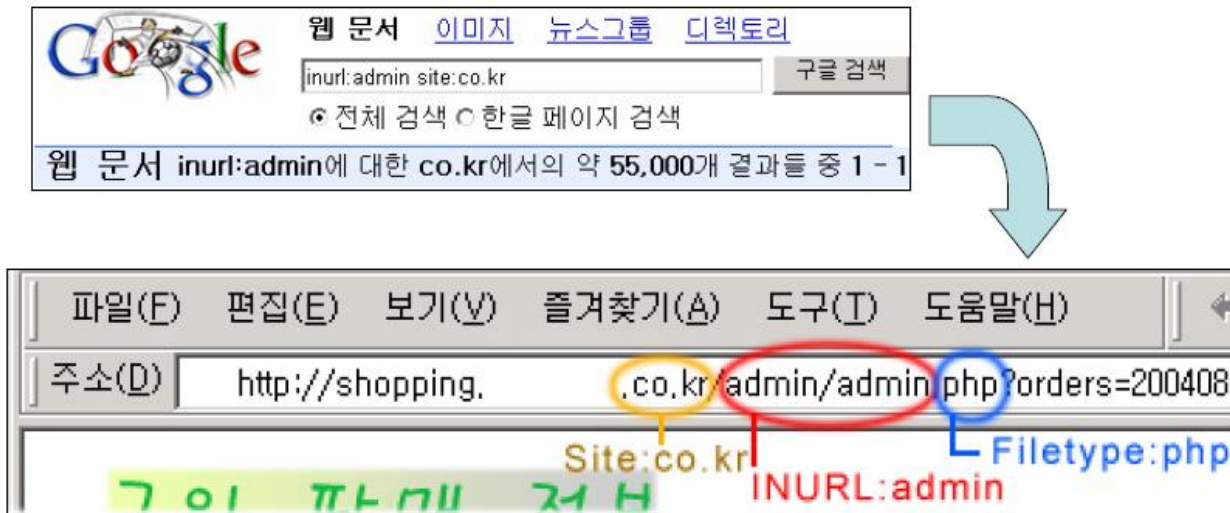 Google
웹 문서 이미지 뉴스그룹 디렉토리
inurl:admin site:co.kr 구글 검색
전체 검색 한글 페이지 검색
웹 문서 inurl:admin에 대한 co.kr에서의 약 55,000개 결과들 중 1 - 1
파일(F) 편집(E) 보기(V) 즐겨찾기(A) 도구(T) 도움말(H)
주소(D) http://shopping. .co.kr/admin/admin.php?orders=200408
Site:co.kr
INURL:admin
Filetype:php